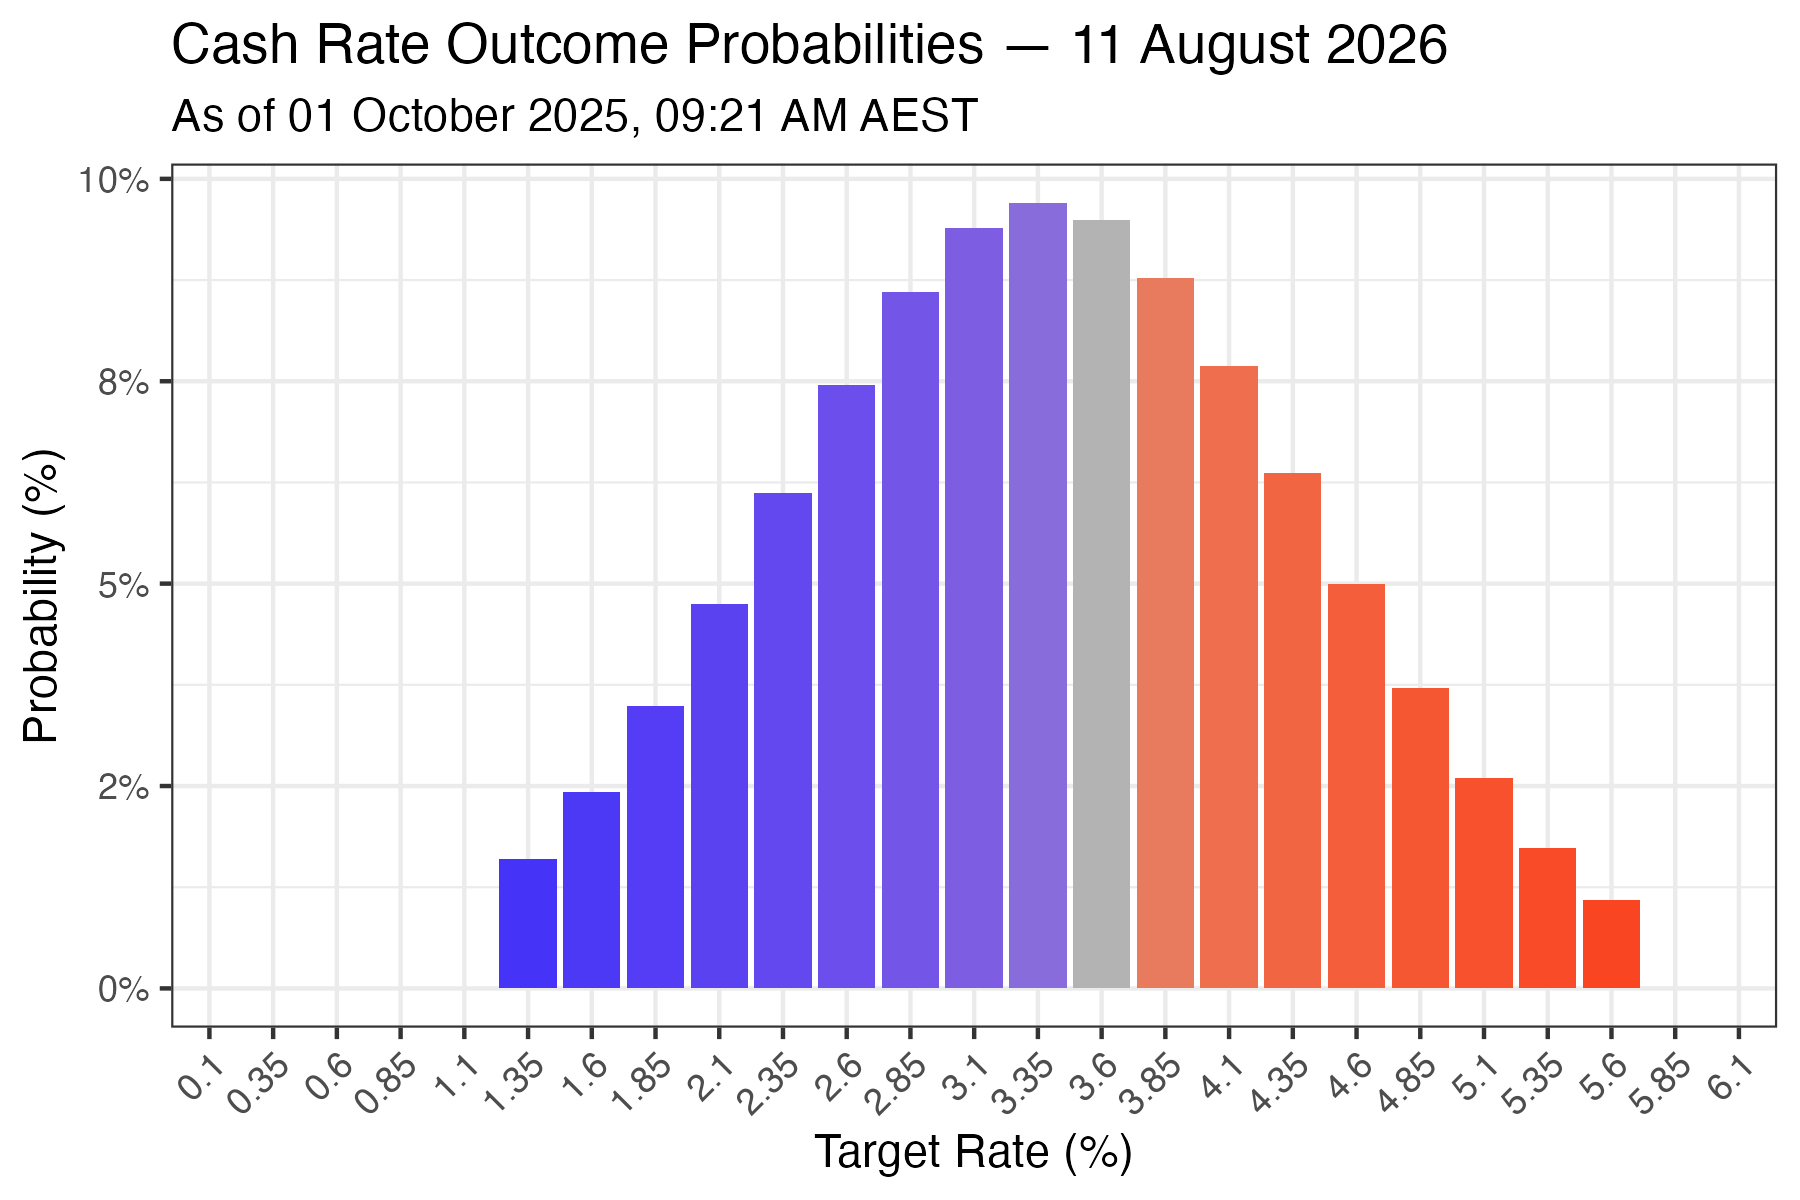 Cash Rate Outcome Probabilities — 11 August 2026
As of 01 October 2025, 09:21 AM AEST
Probability (%)
10%
8%
5%
2%
0%
0.1 0.35 0.6 0.85 1.1 1.35 1.6 1.85 2.1 2.35 2.6 2.85 3.1 3.35 3.6 3.85 4.1 4.35 4.6 4.85 5.1 5.35 5.6 5.85 6.1
Target Rate (%)